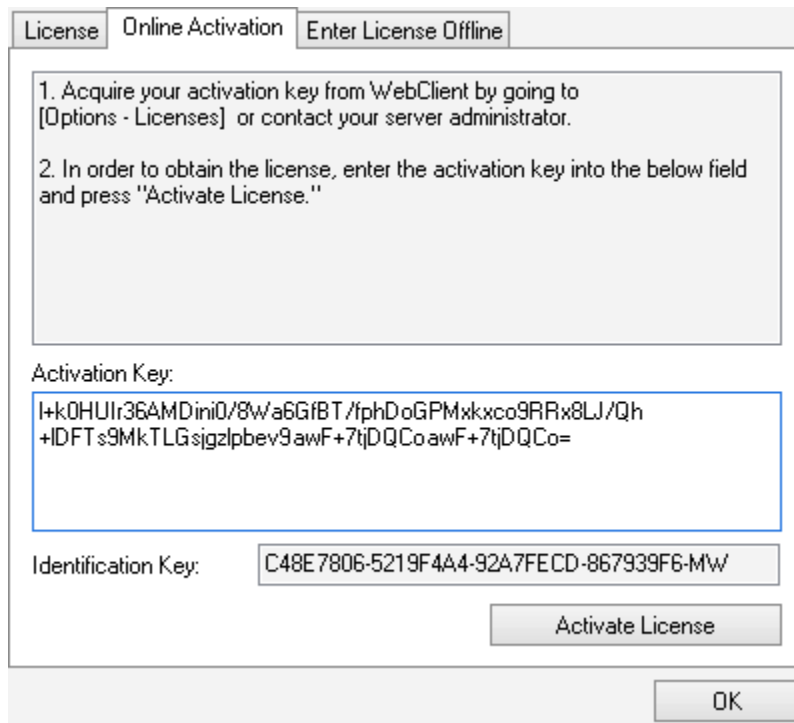 License
Online Activation
Enter License Offline
1. Acquire your activation key from WebClient by going to
[Options - Licenses]  or contact your server administrator.
2. In order to obtain the license, enter the activation key into the below field
and press "Activate License."
Activation Key:
l+k0HUIr36AMDini0/8Wa6GfBT/fphDoGPMxkxco9RRx8LJ/Qh
+IDFTs9MkTLGsjgzlpbev9awF+7tjDQCoawF+7tjDQCo=
Identification Key:
C48E7806-5219F4A4-92A7FECD-867939F6-MW
Activate License
OK